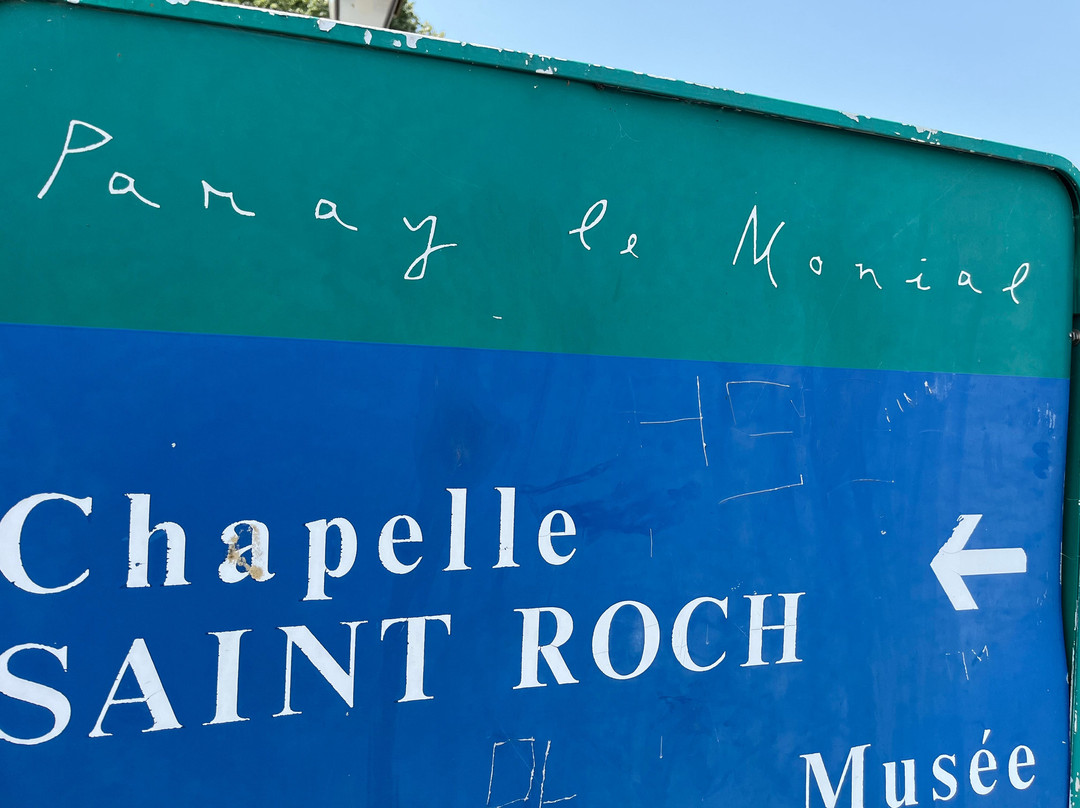 Paray le Monial
Chapelle
SAINT ROCH
Musée